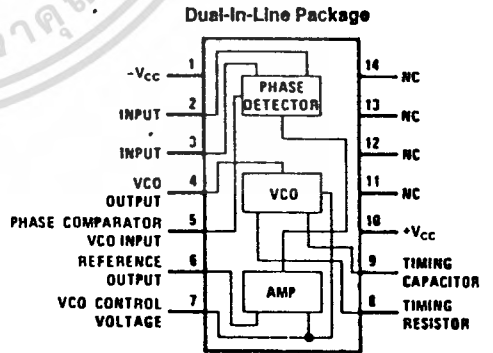 Dual-In-Line Package
1
-VCC
2
INPUT
3
INPUT
4
VCO
OUTPUT
5
PHASE COMPARATOR
VCO INPUT
6
REFERENCE
OUTPUT
7
VCO CONTROL
VOLTAGE
PHASE
DETECTOR
VCO
AMP
14
NC
13
NC
12
NC
11
NC
10
+VCC
9
TIMING
CAPACITOR
8
TIMING
RESISTOR